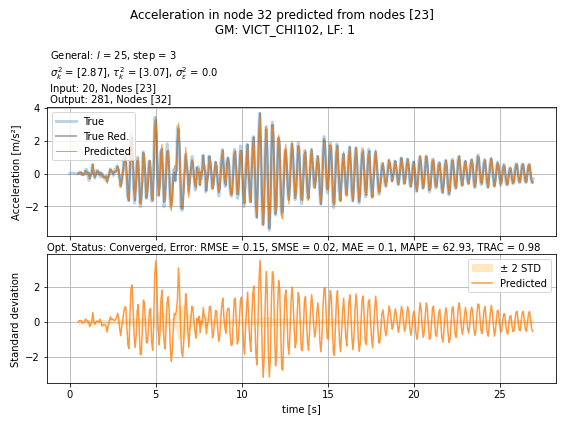 Acceleration in node 32 predicted from nodes [23]
GM: VICT_CHI102, LF: 1
General: l = 25, step = 3
σ²ₖ = [2.87], τ²ₖ = [3.07], σ²ε = 0.0
Input: 20, Nodes [23]
Output: 281, Nodes [32]
Acceleration [m/s²]
4
2
0
−2
True
True Red.
Predicted
Opt. Status: Converged, Error: RMSE = 0.15, SMSE = 0.02, MAE = 0.1, MAPE = 62.93, TRAC = 0.98
Standard deviation
2
0
−2
± 2 STD
Predicted
0 5 10 15 20 25
time [s]